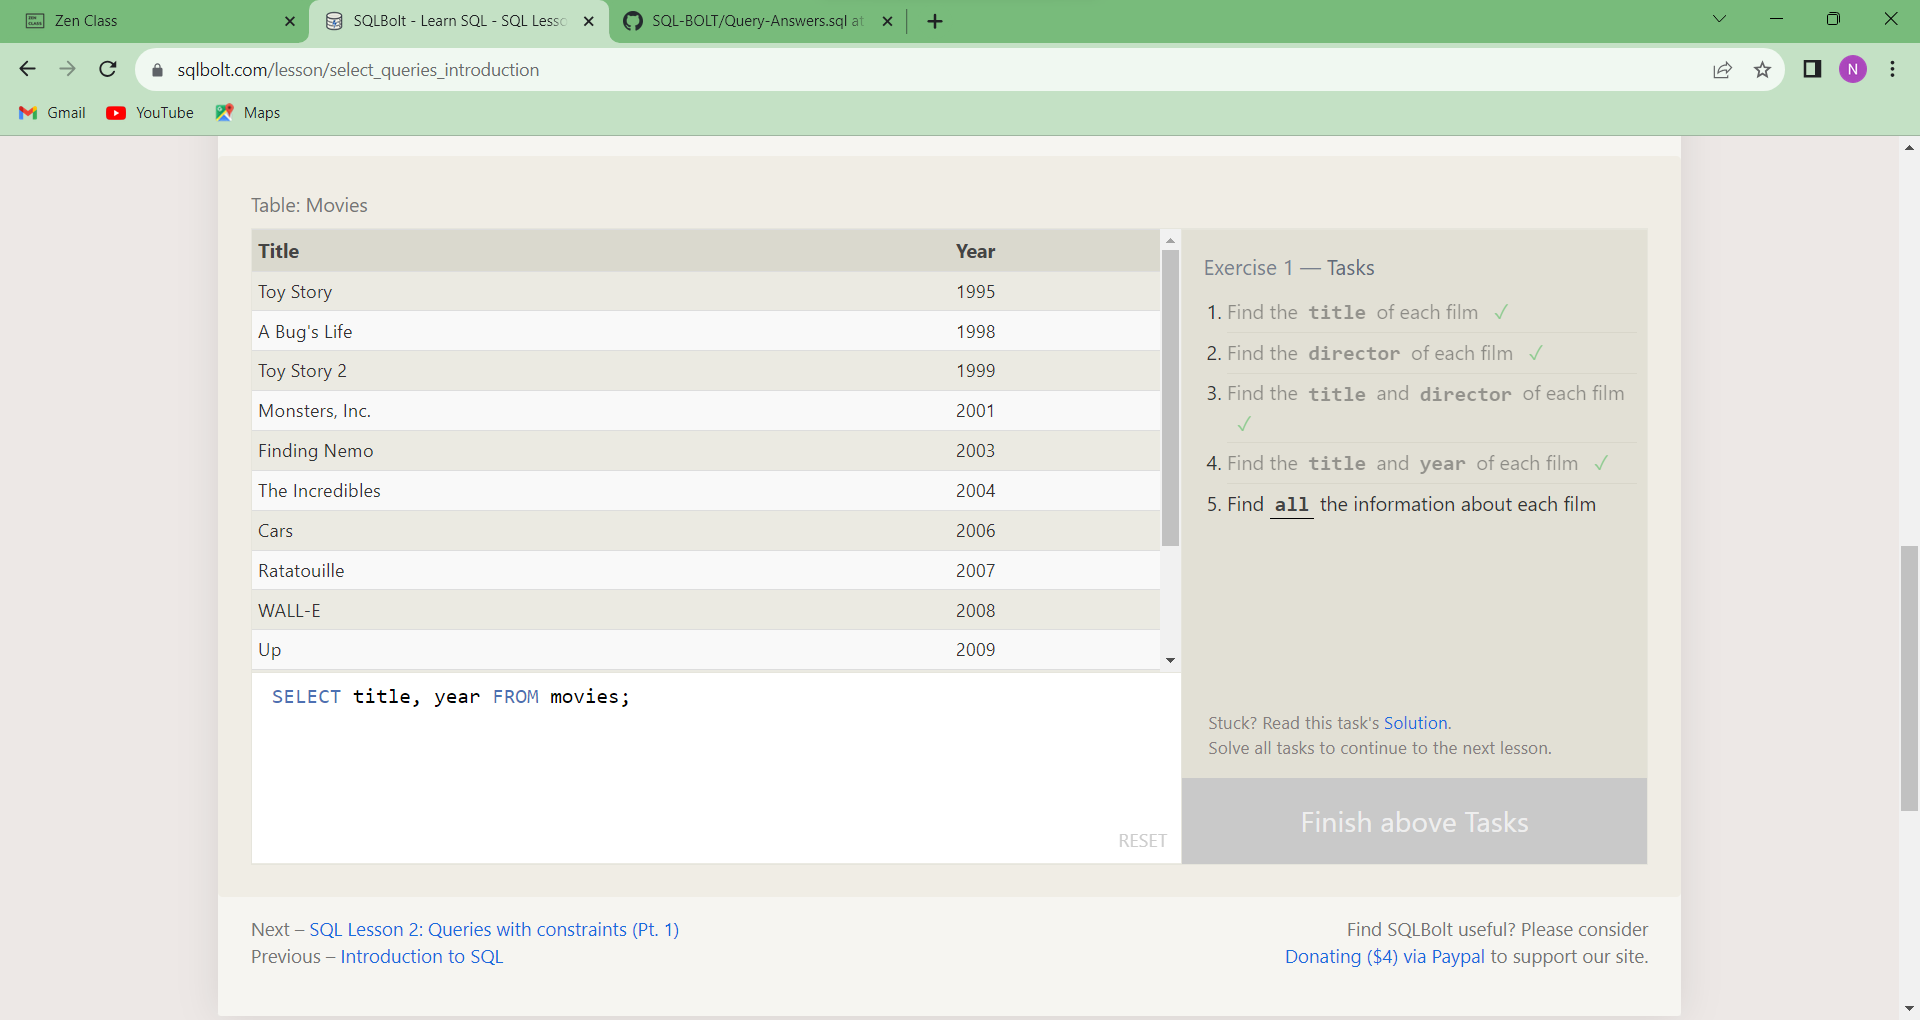 Zen Class
SQLBolt - Learn SQL - SQL Lesso
SQL-BOLT/Query-Answers.sql at
sqlbolt.com/lesson/select_queries_introduction
N
Gmail
YouTube
Maps
Table: Movies
Title Year
Toy Story 1995
A Bug's Life 1998
Toy Story 2 1999
Monsters, Inc. 2001
Finding Nemo 2003
The Incredibles 2004
Cars 2006
Ratatouille 2007
WALL-E 2008
Up 2009
SELECT title, year FROM movies;
RESET
Exercise 1 — Tasks
1. Find the title of each film ✓
2. Find the director of each film ✓
3. Find the title and director of each film
✓
4. Find the title and year of each film ✓
5. Find all the information about each film
Stuck? Read this task's Solution.
Solve all tasks to continue to the next lesson.
Finish above Tasks
Next – SQL Lesson 2: Queries with constraints (Pt. 1)
Previous – Introduction to SQL
Find SQLBolt useful? Please consider
Donating ($4) via Paypal to support our site.